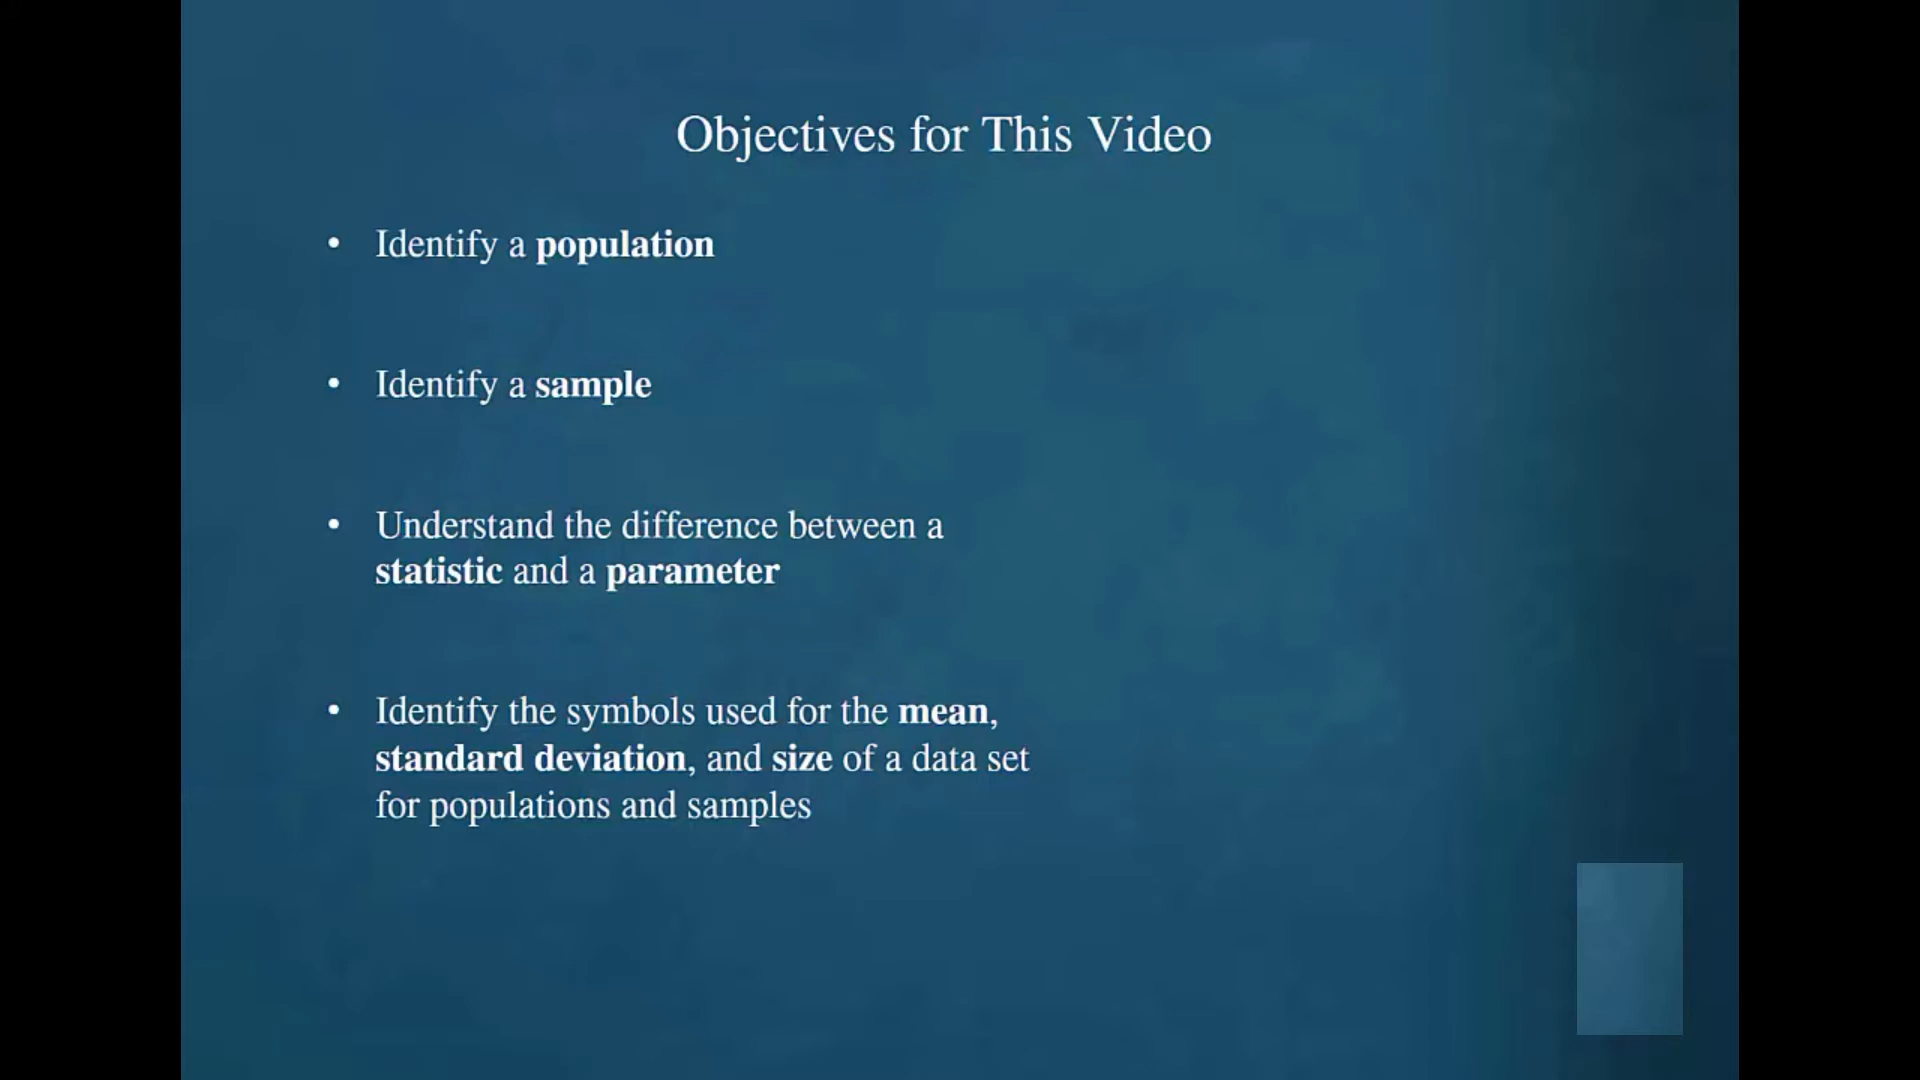 Objectives for This Video
• Identify a population
• Identify a sample
• Understand the difference between a
statistic and a parameter
• Identify the symbols used for the mean,
standard deviation, and size of a data set
for populations and samples